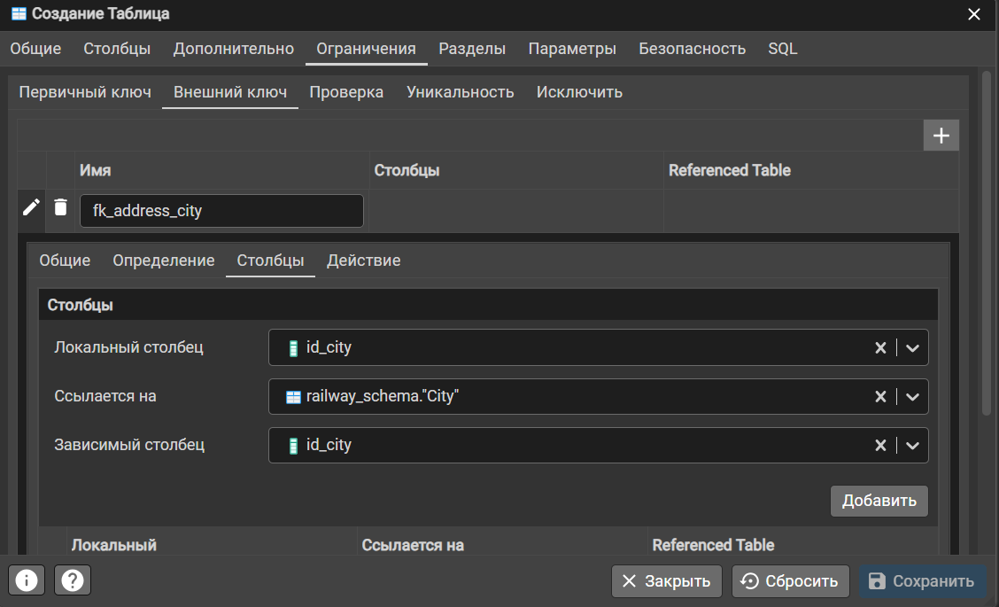 Создание Таблица
Общие Столбцы Дополнительно Ограничения Разделы Параметры Безопасность SQL
Первичный ключ Внешний ключ Проверка Уникальность Исключить
Имя Столбцы Referenced Table
fk_address_city
Общие Определение Столбцы Действие
Столбцы
Локальный столбец id_city
Ссылается на railway_schema."City"
Зависимый столбец id_city
Добавить
Локальный Ссылается на Referenced Table
Закрыть Сбросить Сохранить